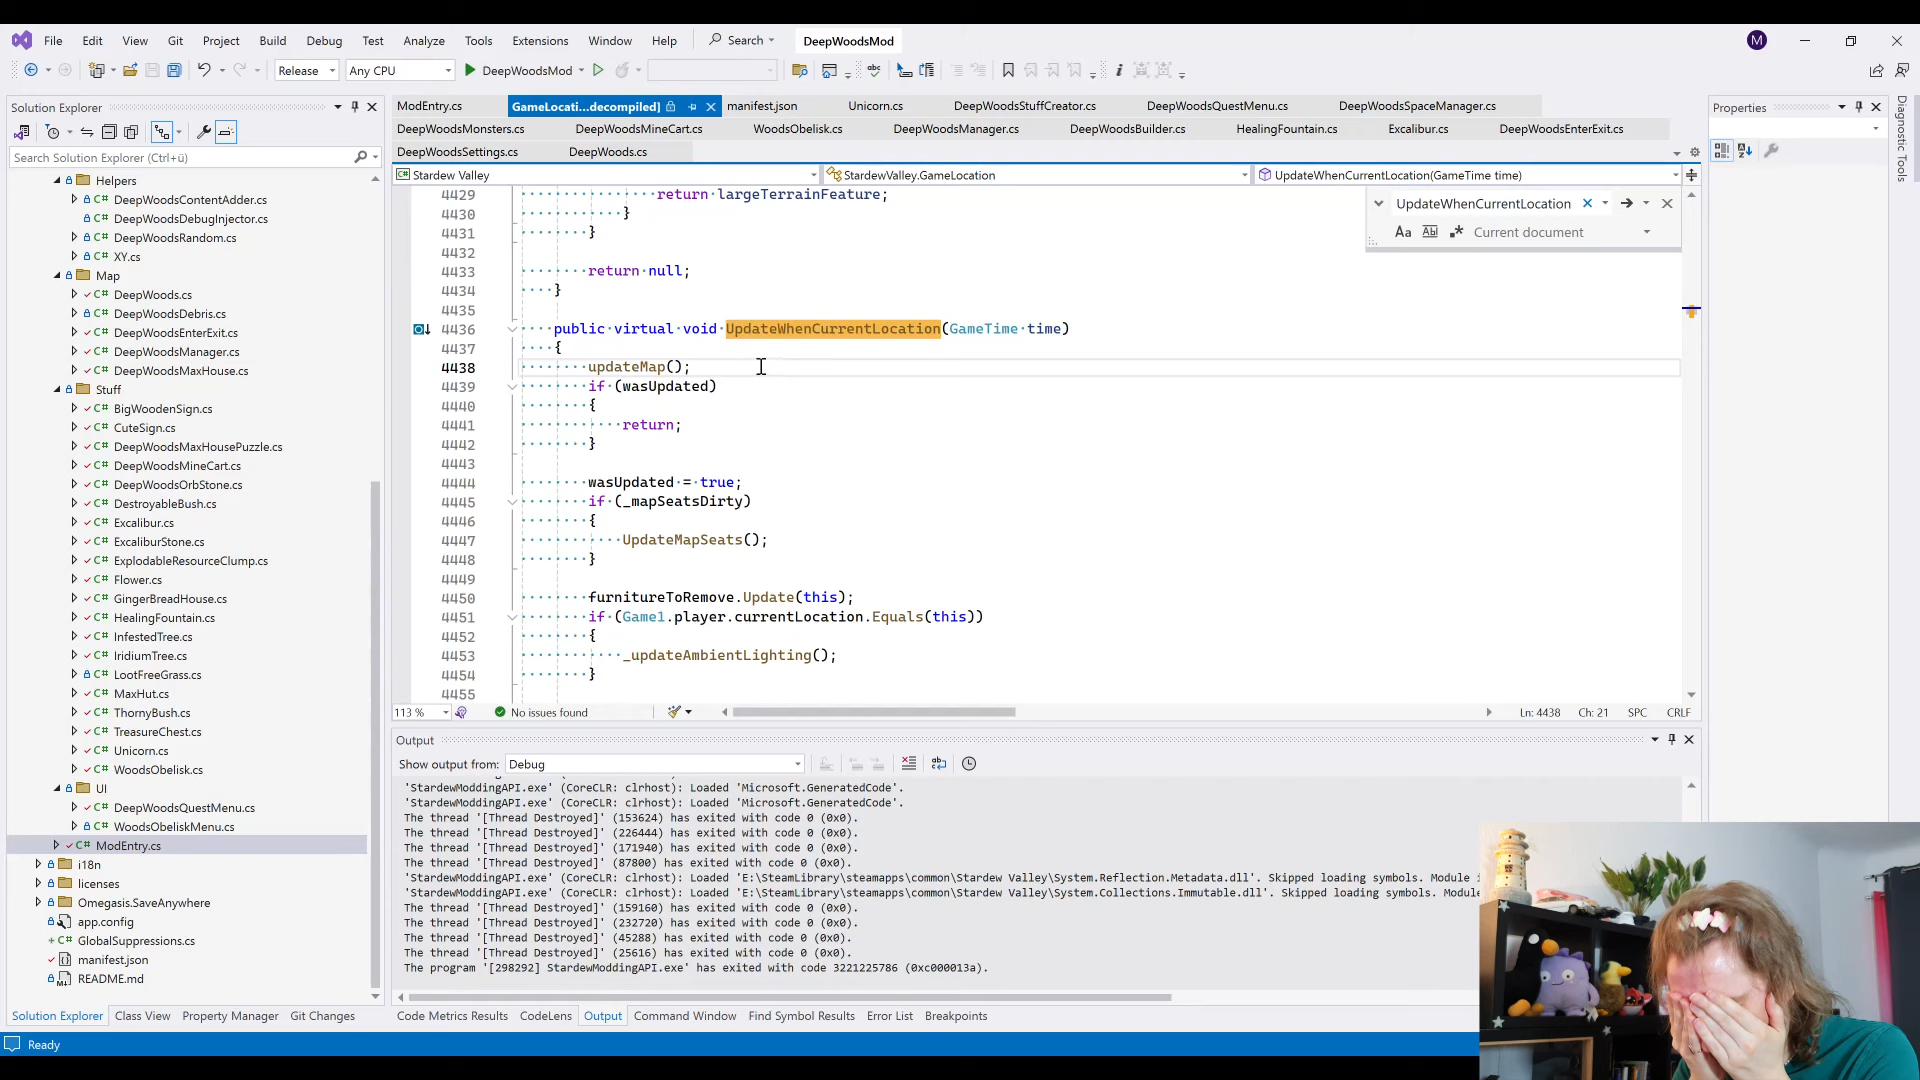 File Edit View Git Project Build Debug Test Analyze Tools Extensions Window Help Search DeepWoodsMod M
Release Any CPU DeepWoodsMod
Solution Explorer
Search Solution Explorer (Ctrl+ü)
Helpers
C# DeepWoodsContentAdder.cs
C# DeepWoodsDebugInjector.cs
C# DeepWoodsRandom.cs
C# XY.cs
Map
C# DeepWoods.cs
C# DeepWoodsDebris.cs
C# DeepWoodsEnterExit.cs
C# DeepWoodsManager.cs
C# DeepWoodsMaxHouse.cs
Stuff
C# BigWoodenSign.cs
C# CuteSign.cs
C# DeepWoodsMaxHousePuzzle.cs
C# DeepWoodsMineCart.cs
C# DeepWoodsOrbStone.cs
C# DestroyableBush.cs
C# Excalibur.cs
C# ExcaliburStone.cs
C# ExplodableResourceClump.cs
C# Flower.cs
C# GingerBreadHouse.cs
C# HealingFountain.cs
C# InfestedTree.cs
C# IridiumTree.cs
C# LootFreeGrass.cs
C# MaxHut.cs
C# ThornyBush.cs
C# TreasureChest.cs
C# Unicorn.cs
C# WoodsObelisk.cs
UI
C# DeepWoodsQuestMenu.cs
C# WoodsObeliskMenu.cs
C# ModEntry.cs
i18n
licenses
Omegasis.SaveAnywhere
app.config
+ C# GlobalSuppressions.cs
manifest.json
README.md
Solution Explorer Class View Property Manager Git Changes
ModEntry.cs GameLocati...decompiled] manifest.json Unicorn.cs DeepWoodsStuffCreator.cs DeepWoodsQuestMenu.cs DeepWoodsSpaceManager.cs
DeepWoodsMonsters.cs DeepWoodsMineCart.cs WoodsObelisk.cs DeepWoodsManager.cs DeepWoodsBuilder.cs HealingFountain.cs Excalibur.cs DeepWoodsEnterExit.cs
DeepWoodsSettings.cs DeepWoods.cs
Stardew Valley StardewValley.GameLocation UpdateWhenCurrentLocation(GameTime time)
UpdateWhenCurrentLocation
Aa Ab Current document
4429 return largeTerrainFeature;
4430 }
4431 }
4432
4433 return null;
4434 }
4435
4436 public virtual void UpdateWhenCurrentLocation(GameTime time)
4437 {
4438 updateMap();
4439 if (wasUpdated)
4440 {
4441 return;
4442 }
4443
4444 wasUpdated = true;
4445 if (_mapSeatsDirty)
4446 {
4447 UpdateMapSeats();
4448 }
4449
4450 furnitureToRemove.Update(this);
4451 if (Game1.player.currentLocation.Equals(this))
4452 {
4453 _updateAmbientLighting();
4454 }
4455
113 % No issues found Ln: 4438 Ch: 21 SPC CRLF
Output
Show output from: Debug
'StardewModdingAPI.exe' (CoreCLR: clrhost): Loaded 'Microsoft.GeneratedCode'.
'StardewModdingAPI.exe' (CoreCLR: clrhost): Loaded 'Microsoft.GeneratedCode'.
The thread '[Thread Destroyed]' (153624) has exited with code 0 (0x0).
The thread '[Thread Destroyed]' (226444) has exited with code 0 (0x0).
The thread '[Thread Destroyed]' (171940) has exited with code 0 (0x0).
The thread '[Thread Destroyed]' (87800) has exited with code 0 (0x0).
'StardewModdingAPI.exe' (CoreCLR: clrhost): Loaded 'E:\SteamLibrary\steamapps\common\Stardew Valley\System.Reflection.Metadata.dll'. Skipped loading symbols. Module i
'StardewModdingAPI.exe' (CoreCLR: clrhost): Loaded 'E:\SteamLibrary\steamapps\common\Stardew Valley\System.Collections.Immutable.dll'. Skipped loading symbols. Module
The thread '[Thread Destroyed]' (159160) has exited with code 0 (0x0).
The thread '[Thread Destroyed]' (232720) has exited with code 0 (0x0).
The thread '[Thread Destroyed]' (45288) has exited with code 0 (0x0).
The thread '[Thread Destroyed]' (25616) has exited with code 0 (0x0).
The program '[298292] StardewModdingAPI.exe' has exited with code 3221225786 (0xc000013a).
Code Metrics Results CodeLens Output Command Window Find Symbol Results Error List Breakpoints
Properties
Diagnostic Tools
Ready